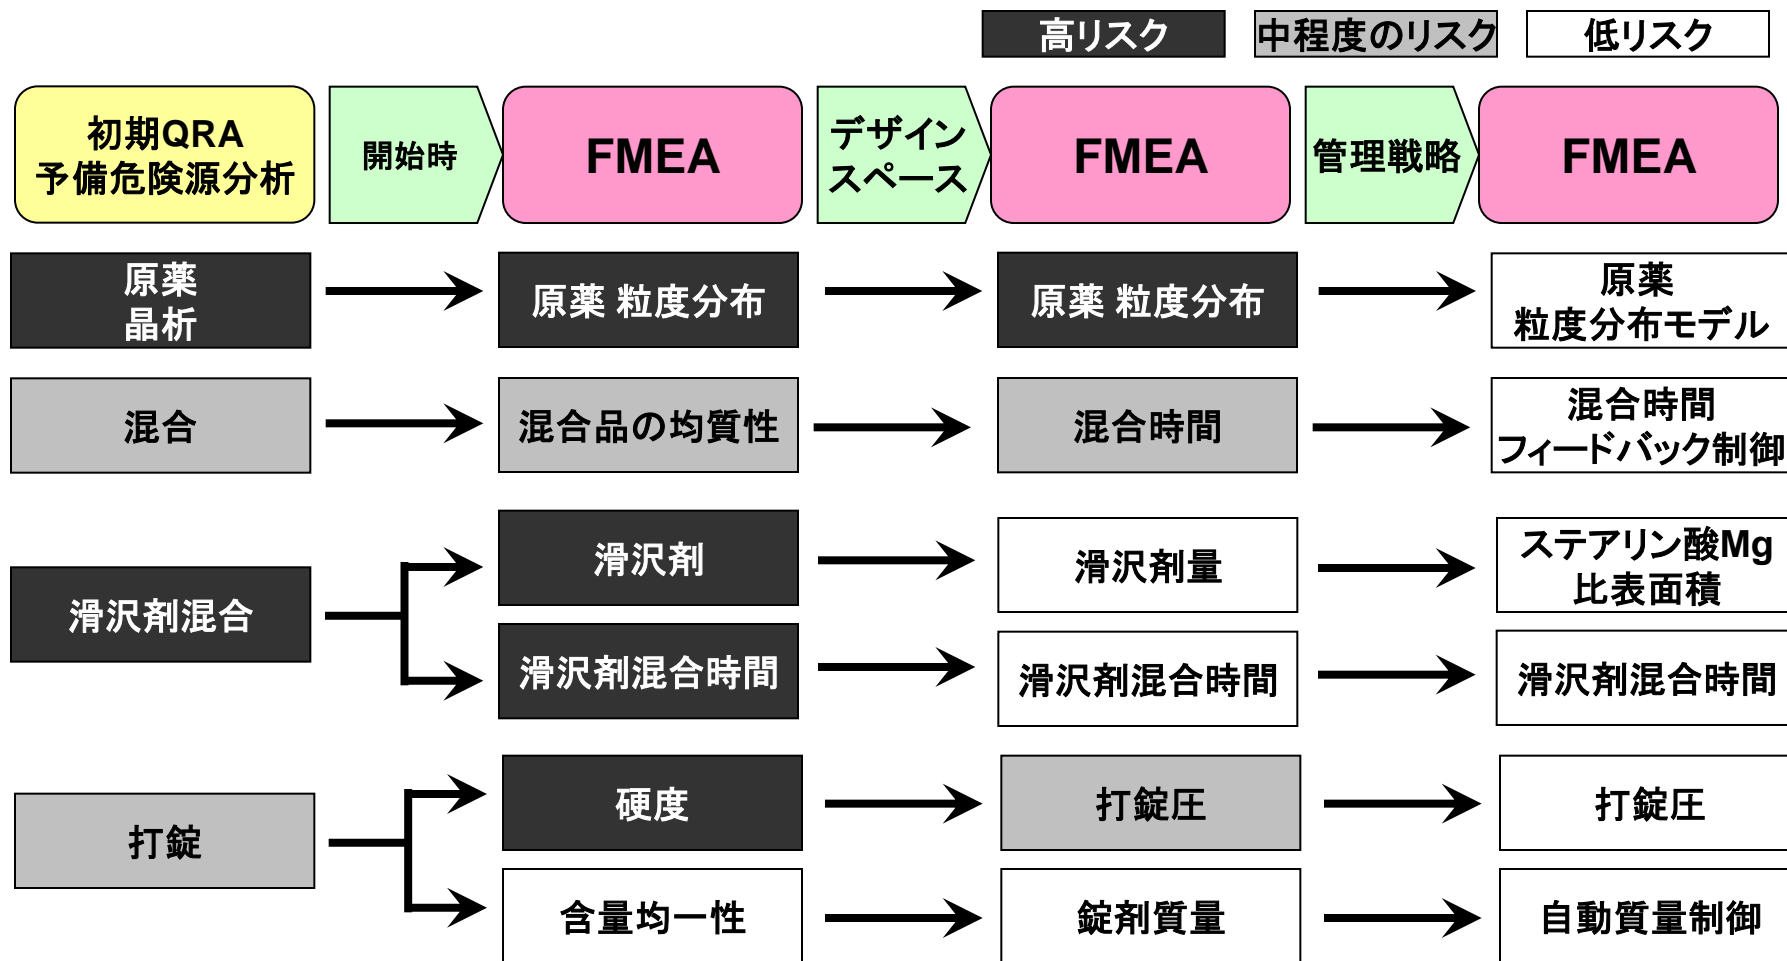 高リスク
中程度のリスク
低リスク
初期QRA
予備危険源分析
開始時
FMEA
デザイン
スペース
FMEA
管理戦略
FMEA
原薬
晶析
原薬 粒度分布
原薬 粒度分布
原薬
粒度分布モデル
混合
混合品の均質性
混合時間
混合時間
フィードバック制御
滑沢剤混合
滑沢剤
滑沢剤量
ステアリン酸Mg
比表面積
滑沢剤混合時間
滑沢剤混合時間
滑沢剤混合時間
打錠
硬度
打錠圧
打錠圧
含量均一性
錠剤質量
自動質量制御